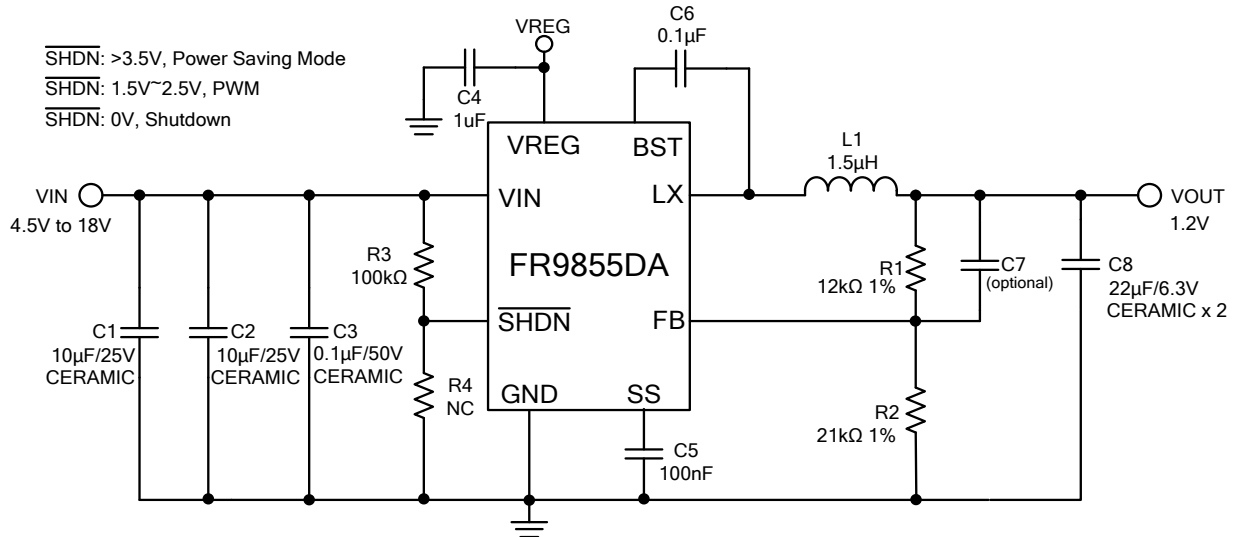 SHDN: >3.5V, Power Saving Mode
SHDN: 1.5V~2.5V, PWM
SHDN: 0V, Shutdown
VREG
C4
1uF
C6
0.1µF
VREG
BST
VIN
4.5V to 18V
VIN
LX
L1
1.5µH
VOUT
1.2V
R3
100kΩ
FR9855DA
R1
12kΩ 1%
C7
(optional)
C8
22µF/6.3V
CERAMIC x 2
SHDN
FB
C1
10µF/25V
CERAMIC
C2
10µF/25V
CERAMIC
C3
0.1µF/50V
CERAMIC
R4
NC
GND
SS
C5
100nF
R2
21kΩ 1%